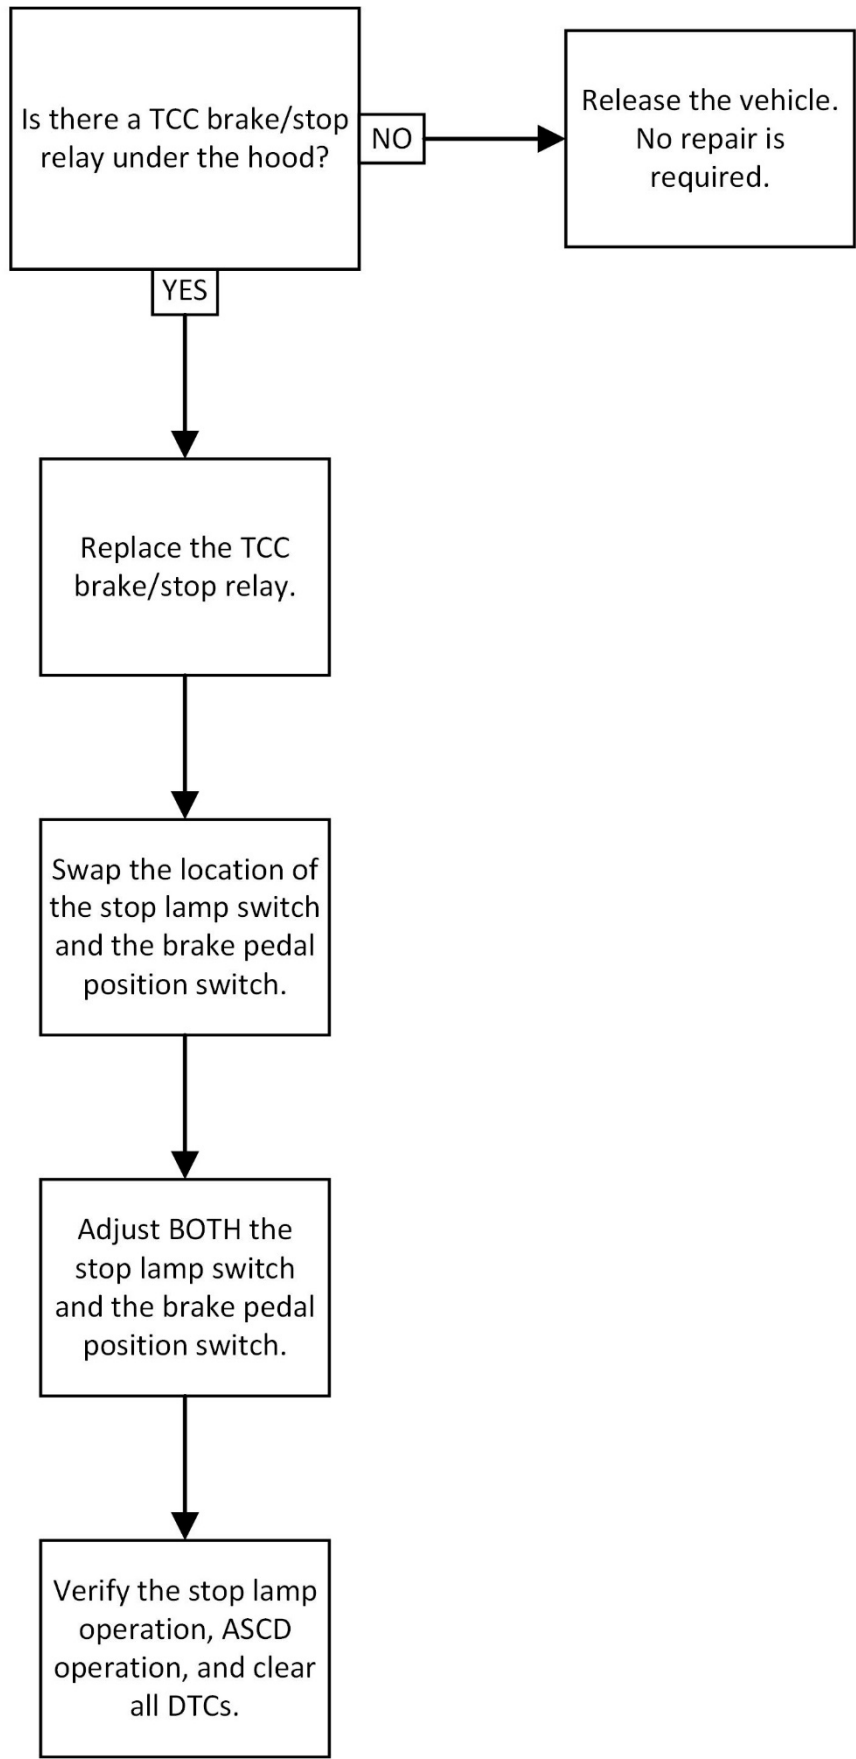 Is there a TCC brake/stop
relay under the hood?
NO
Release the vehicle.
No repair is
required.
YES
Replace the TCC
brake/stop relay.
Swap the location of
the stop lamp switch
and the brake pedal
position switch.
Adjust BOTH the
stop lamp switch
and the brake pedal
position switch.
Verify the stop lamp
operation, ASCD
operation, and clear
all DTCs.